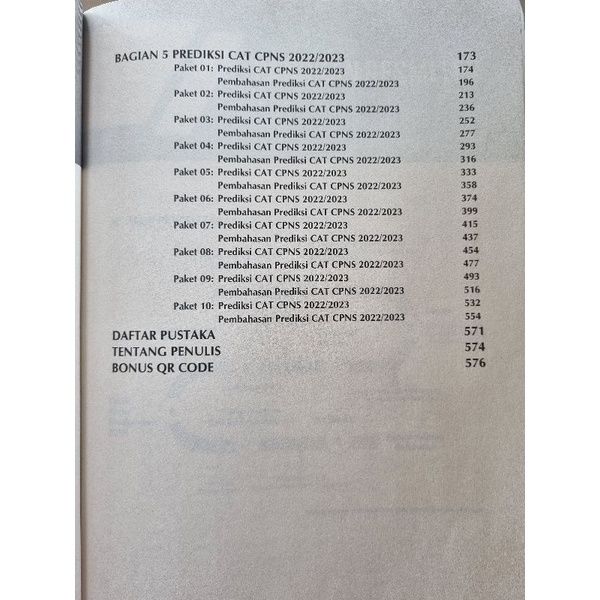 BAGIAN 5 PREDIKSI CAT CPNS 2022/2023 173
Paket 01: Prediksi CAT CPNS 2022/2023 174
Pembahasan Prediksi CAT CPNS 2022/2023 196
Paket 02: Prediksi CAT CPNS 2022/2023 213
Pembahasan Prediksi CAT CPNS 2022/2023 236
Paket 03: Prediksi CAT CPNS 2022/2023 252
Pembahasan Prediksi CAT CPNS 2022/2023 277
Paket 04: Prediksi CAT CPNS 2022/2023 293
Pembahasan Prediksi CAT CPNS 2022/2023 316
Paket 05: Prediksi CAT CPNS 2022/2023 333
Pembahasan Prediksi CAT CPNS 2022/2023 358
Paket 06: Prediksi CAT CPNS 2022/2023 374
Pembahasan Prediksi CAT CPNS 2022/2023 399
Paket 07: Prediksi CAT CPNS 2022/2023 415
Pembahasan Prediksi CAT CPNS 2022/2023 437
Paket 08: Prediksi CAT CPNS 2022/2023 454
Pembahasan Prediksi CAT CPNS 2022/2023 477
Paket 09: Prediksi CAT CPNS 2022/2023 493
Pembahasan Prediksi CAT CPNS 2022/2023 516
Paket 10: Prediksi CAT CPNS 2022/2023 532
Pembahasan Prediksi CAT CPNS 2022/2023 554
DAFTAR PUSTAKA 571
TENTANG PENULIS 574
BONUS QR CODE 576